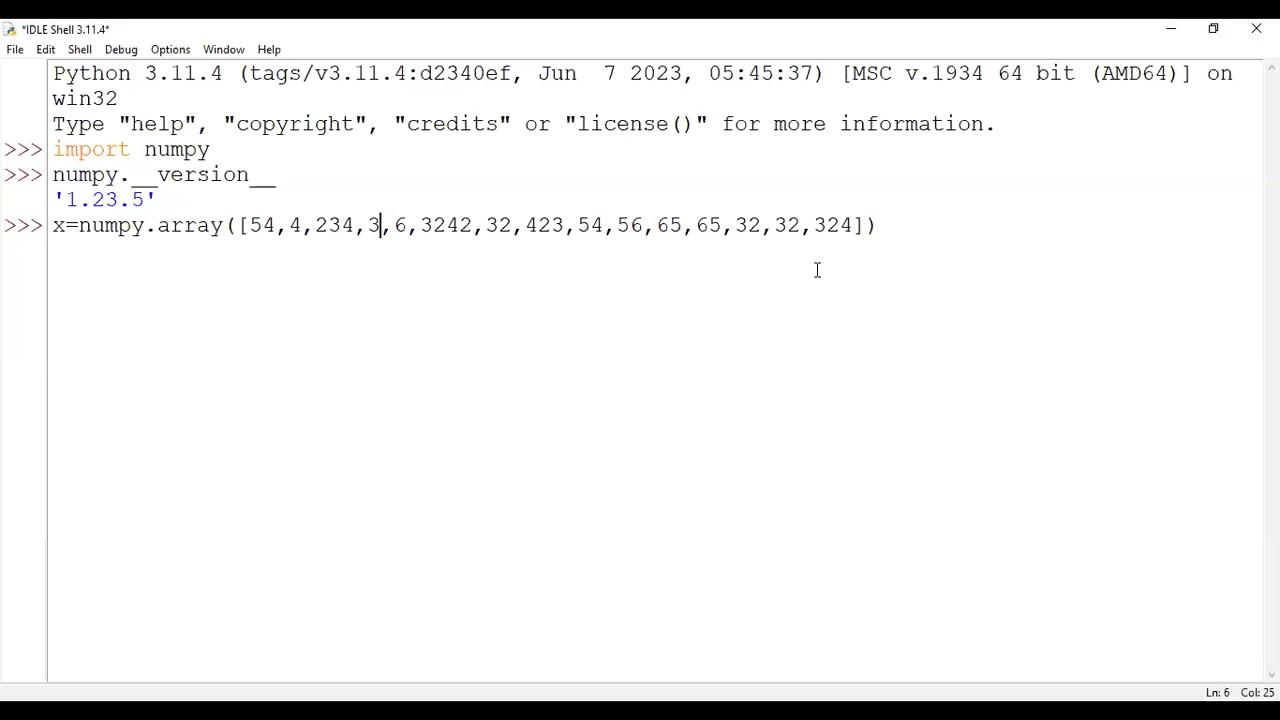 *IDLE Shell 3.11.4*
File Edit Shell Debug Options Window Help
Python 3.11.4 (tags/v3.11.4:d2340ef, Jun  7 2023, 05:45:37) [MSC v.1934 64 bit (AMD64)] on
win32
Type "help", "copyright", "credits" or "license()" for more information.
>>> import numpy
>>> numpy.__version__
'1.23.5'
>>> x=numpy.array([54,4,234,3,6,3242,32,423,54,56,65,65,32,32,324])
Ln: 6 Col: 25